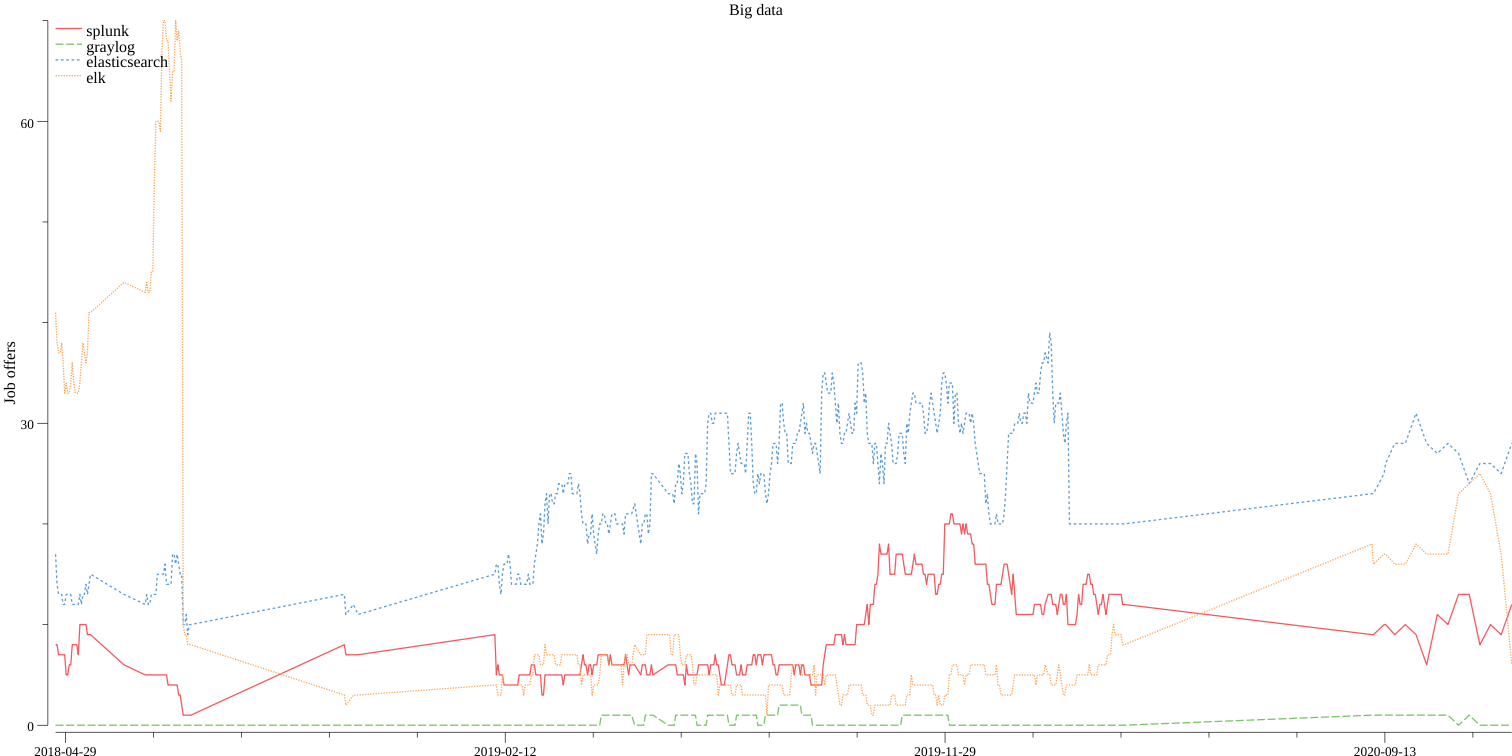 Big data
splunk
graylog
elasticsearch
elk
Job offers
60
30
0
2018-04-29
2019-02-12
2019-11-29
2020-09-13